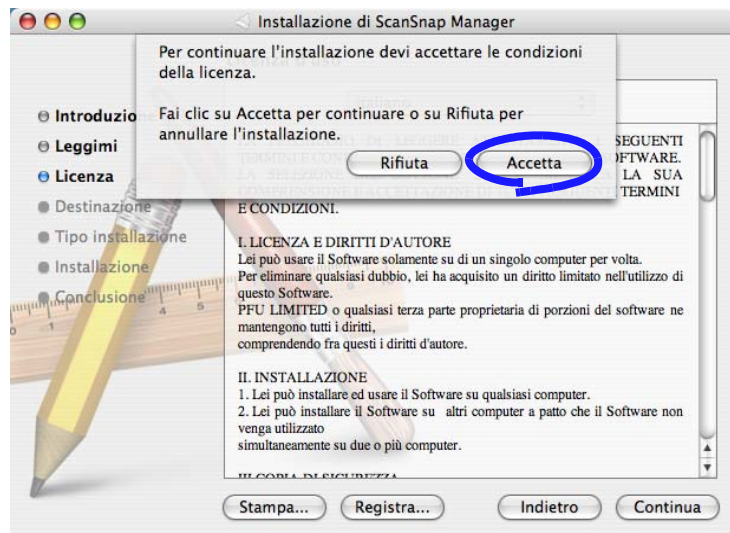 Installazione di ScanSnap Manager
Per continuare l'installazione devi accettare le condizioni
della licenza.
Fai clic su Accetta per continuare o su Rifiuta per
annullare l'installazione.
Rifiuta
Accetta
Introduzio
Leggimi
Licenza
Destinazione
Tipo installazione
Installazione
Conclusione
SEGUENTI
OFTWARE.
LA SUA
TERMINI
E CONDIZIONI.
I. LICENZA E DIRITTI D'AUTORE
Lei può usare il Software solamente su di un singolo computer per volta.
Per eliminare qualsiasi dubbio, lei ha acquisito un diritto limitato nell'utilizzo di
questo Software.
PFU LIMITED o qualsiasi terza parte proprietaria di porzioni del software ne
mantengono tutti i diritti,
comprendendo fra questi i diritti d'autore.
II. INSTALLAZIONE
1. Lei può installare ed usare il Software su qualsiasi computer.
2. Lei può installare il Software su altri computer a patto che il Software non
venga utilizzato
simultaneamente su due o più computer.
III COPIA DI SICUREZZA
Stampa...
Registra...
Indietro
Continua